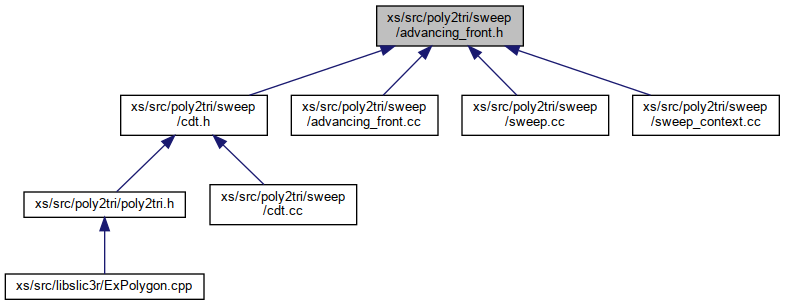 xs/src/poly2tri/sweep
/advancing_front.h
xs/src/poly2tri/sweep
/cdt.h
xs/src/poly2tri/sweep
/advancing_front.cc
xs/src/poly2tri/sweep
/sweep.cc
xs/src/poly2tri/sweep
/sweep_context.cc
xs/src/poly2tri/poly2tri.h
xs/src/poly2tri/sweep
/cdt.cc
xs/src/libslic3r/ExPolygon.cpp